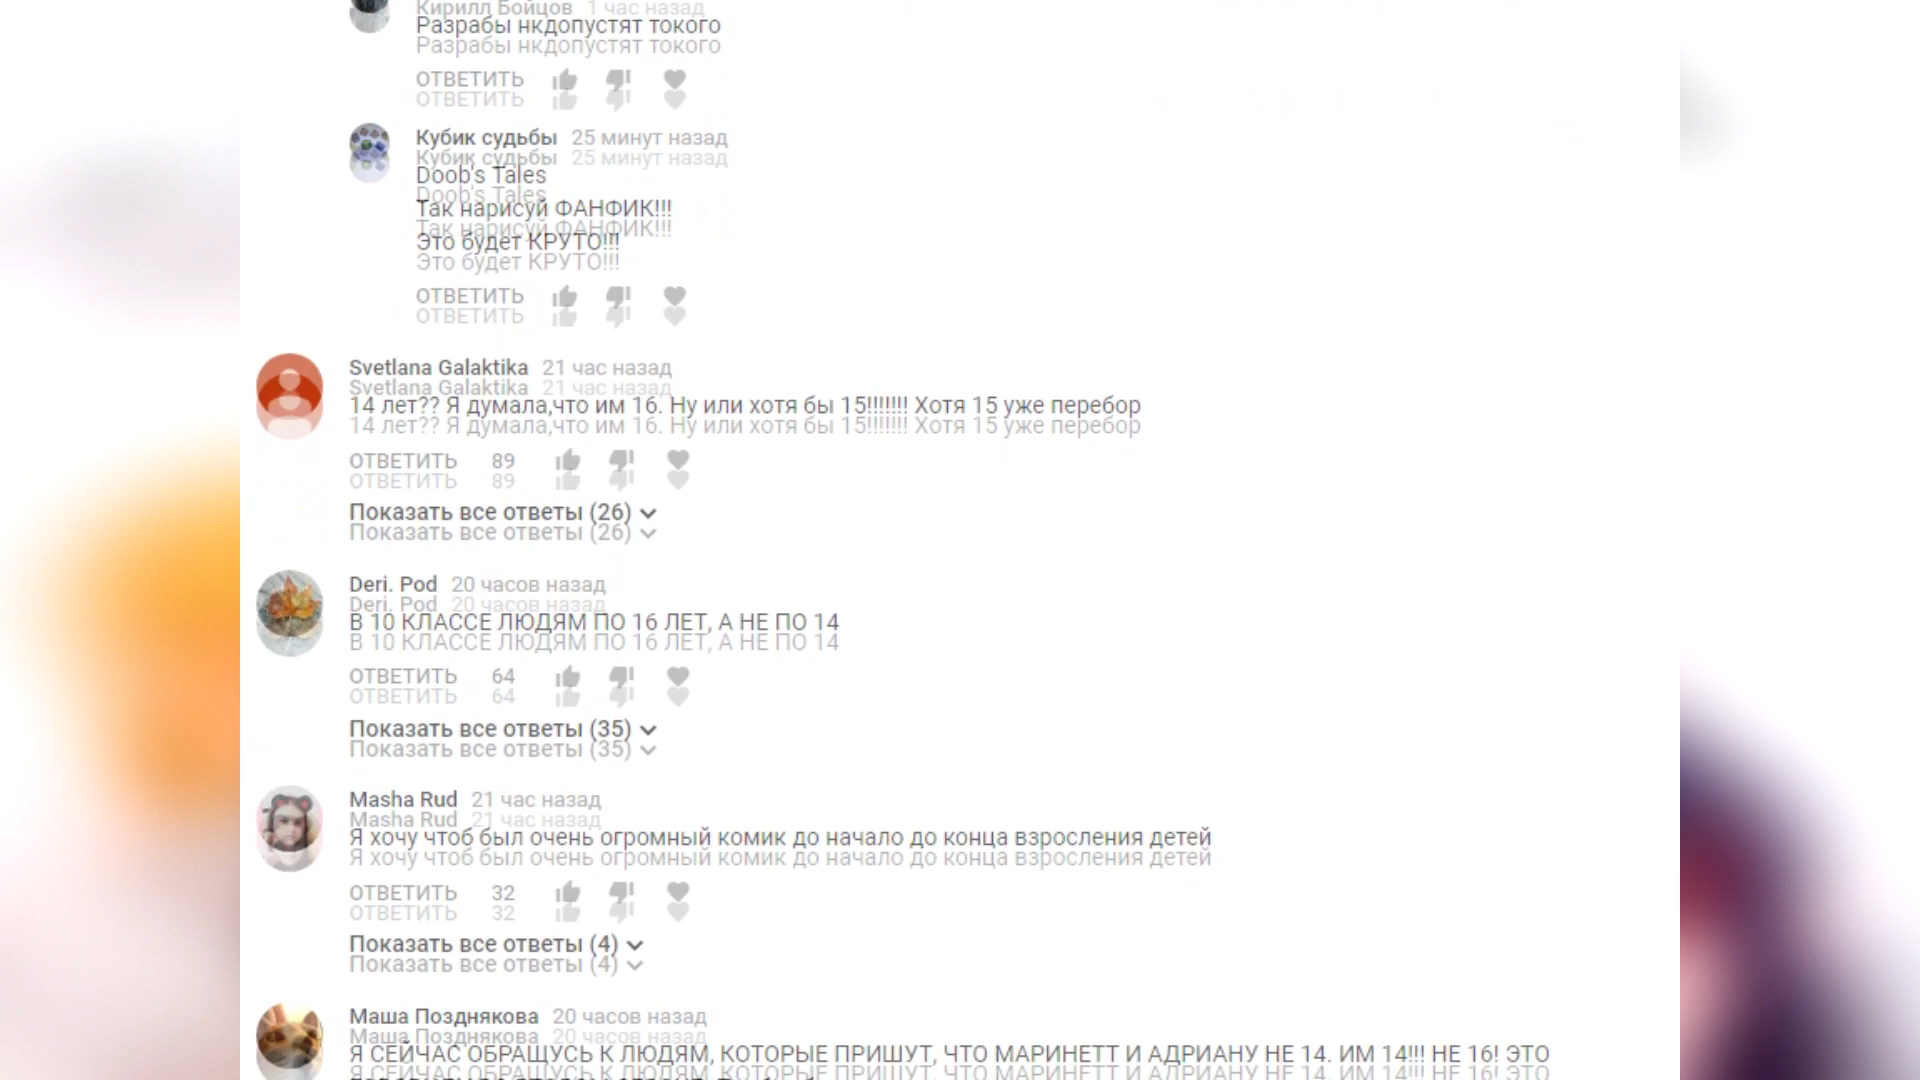 Кирилл Бойцов 1 час назад
Разрабы нкдопустят токого
ОТВЕТИТЬ
Кубик судьбы 25 минут назад
Doob's Tales
Так нарисуй ФАНФИК!!!
Это будет КРУТО!!!
ОТВЕТИТЬ
Svetlana Galaktika 21 час назад
14 лет?? Я думала,что им 16. Ну или хотя бы 15!!!!!!! Хотя 15 уже перебор
ОТВЕТИТЬ 89
Показать все ответы (26)
Deri. Pod 20 часов назад
В 10 КЛАССЕ ЛЮДЯМ ПО 16 ЛЕТ, А НЕ ПО 14
ОТВЕТИТЬ 64
Показать все ответы (35)
Masha Rud 21 час назад
Я хочу чтоб был очень огромный комик до начало до конца взросления детей
ОТВЕТИТЬ 32
Показать все ответы (4)
Маша Позднякова 20 часов назад
Я СЕЙЧАС ОБРАЩУСЬ К ЛЮДЯМ, КОТОРЫЕ ПРИШУТ, ЧТО МАРИНЕТТ И АДРИАНУ НЕ 14. ИМ 14!!! НЕ 16! ЭТО